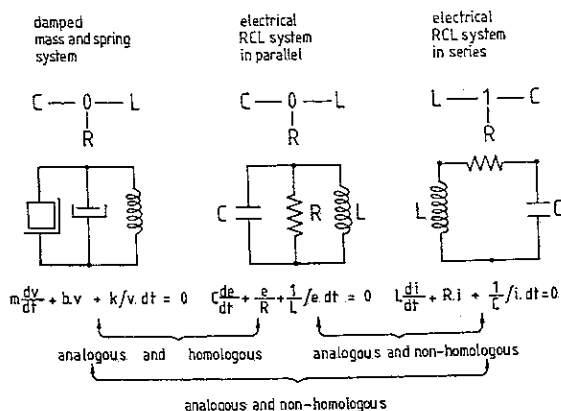 damped
mass and spring
system
electrical
RCL system
in parallel
electrical
RCL system
in series
C — 0 — L
R
C — 0 — L
R
L — 1 — C
R
C
R
L
L
C
m dv/dt + b.v + k∫v.dt = 0
C de/dt + e/R + 1/L ∫e.dt = 0
L di/dt + R.i + 1/C ∫i.dt=0
analogous and homologous
analogous and non-homologous
analogous and non-homologous